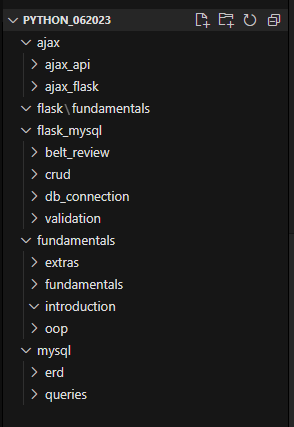 PYTHON_062023
ajax
ajax_api
ajax_flask
flask\fundamentals
flask_mysql
belt_review
crud
db_connection
validation
fundamentals
extras
fundamentals
introduction
oop
mysql
erd
queries